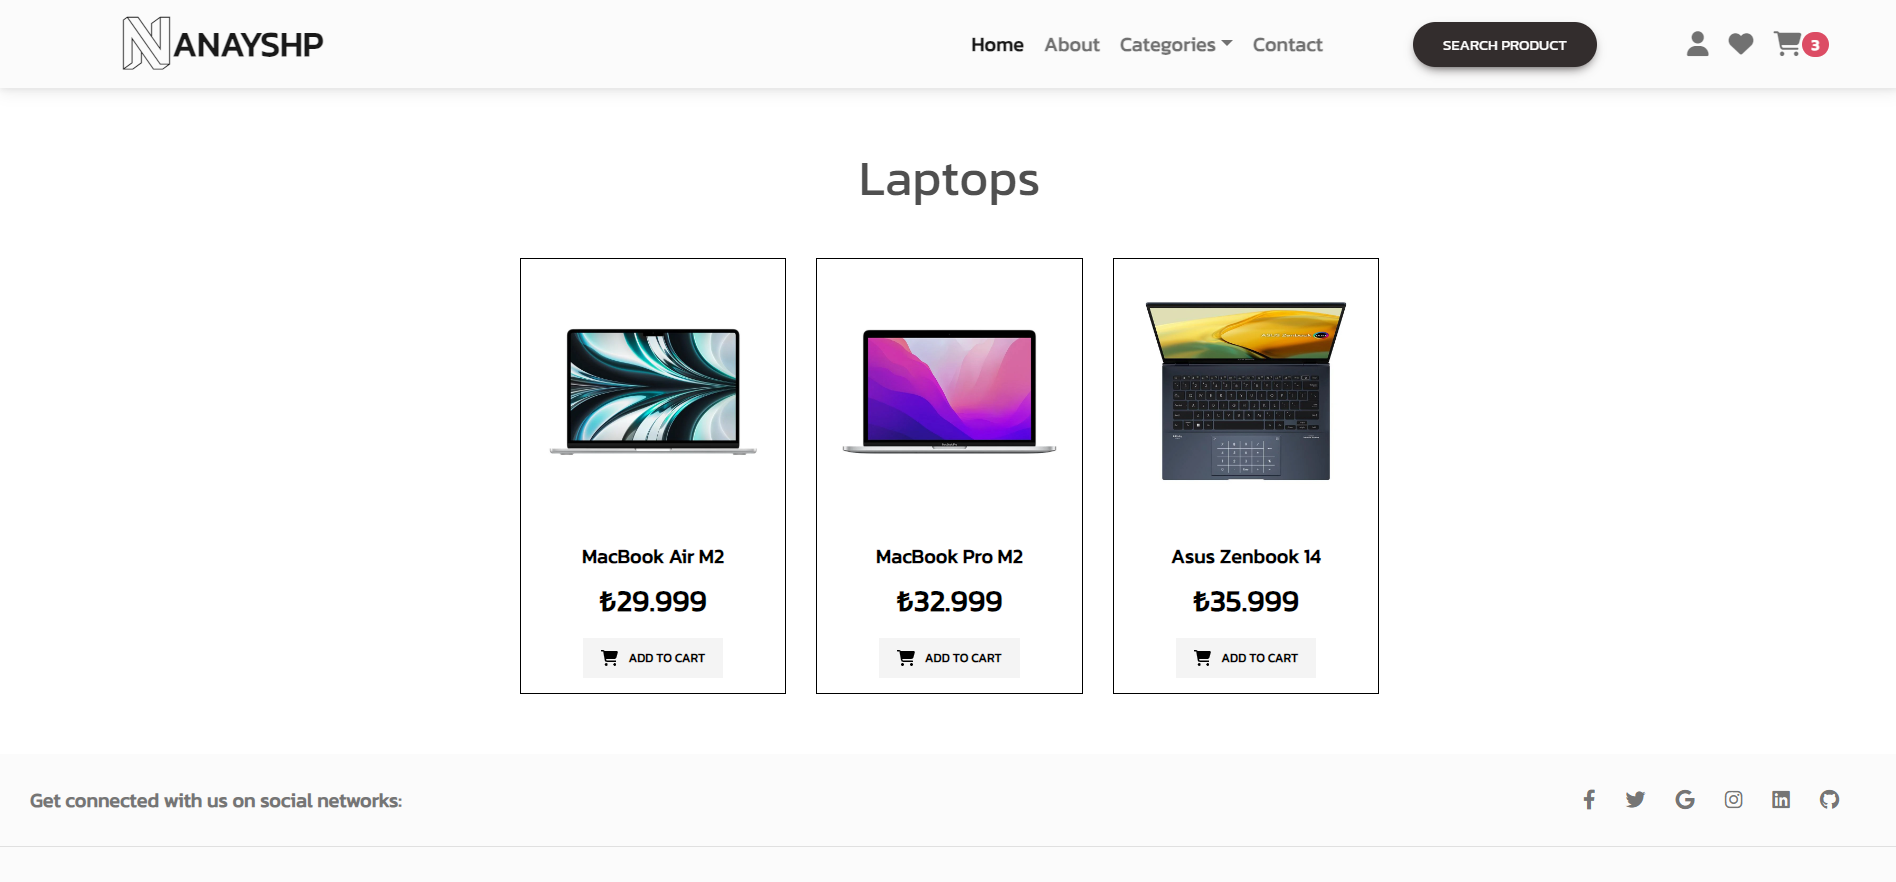 NANAYSHP
Home About Categories Contact SEARCH PRODUCT 3
Laptops
MacBook Air M2 MacBook Pro M2 Asus Zenbook 14
₺29.999 ₺32.999 ₺35.999
ADD TO CART ADD TO CART ADD TO CART
Get connected with us on social networks: